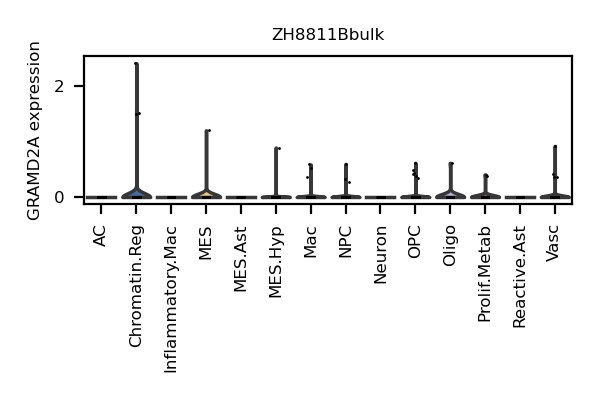 ZH8811Bbulk
GRAMD2A expression
2
0
AC
Chromatin.Reg
Inflammatory.Mac
MES
MES.Ast
MES.Hyp
Mac
NPC
Neuron
OPC
Oligo
Prolif.Metab
Reactive.Ast
Vasc